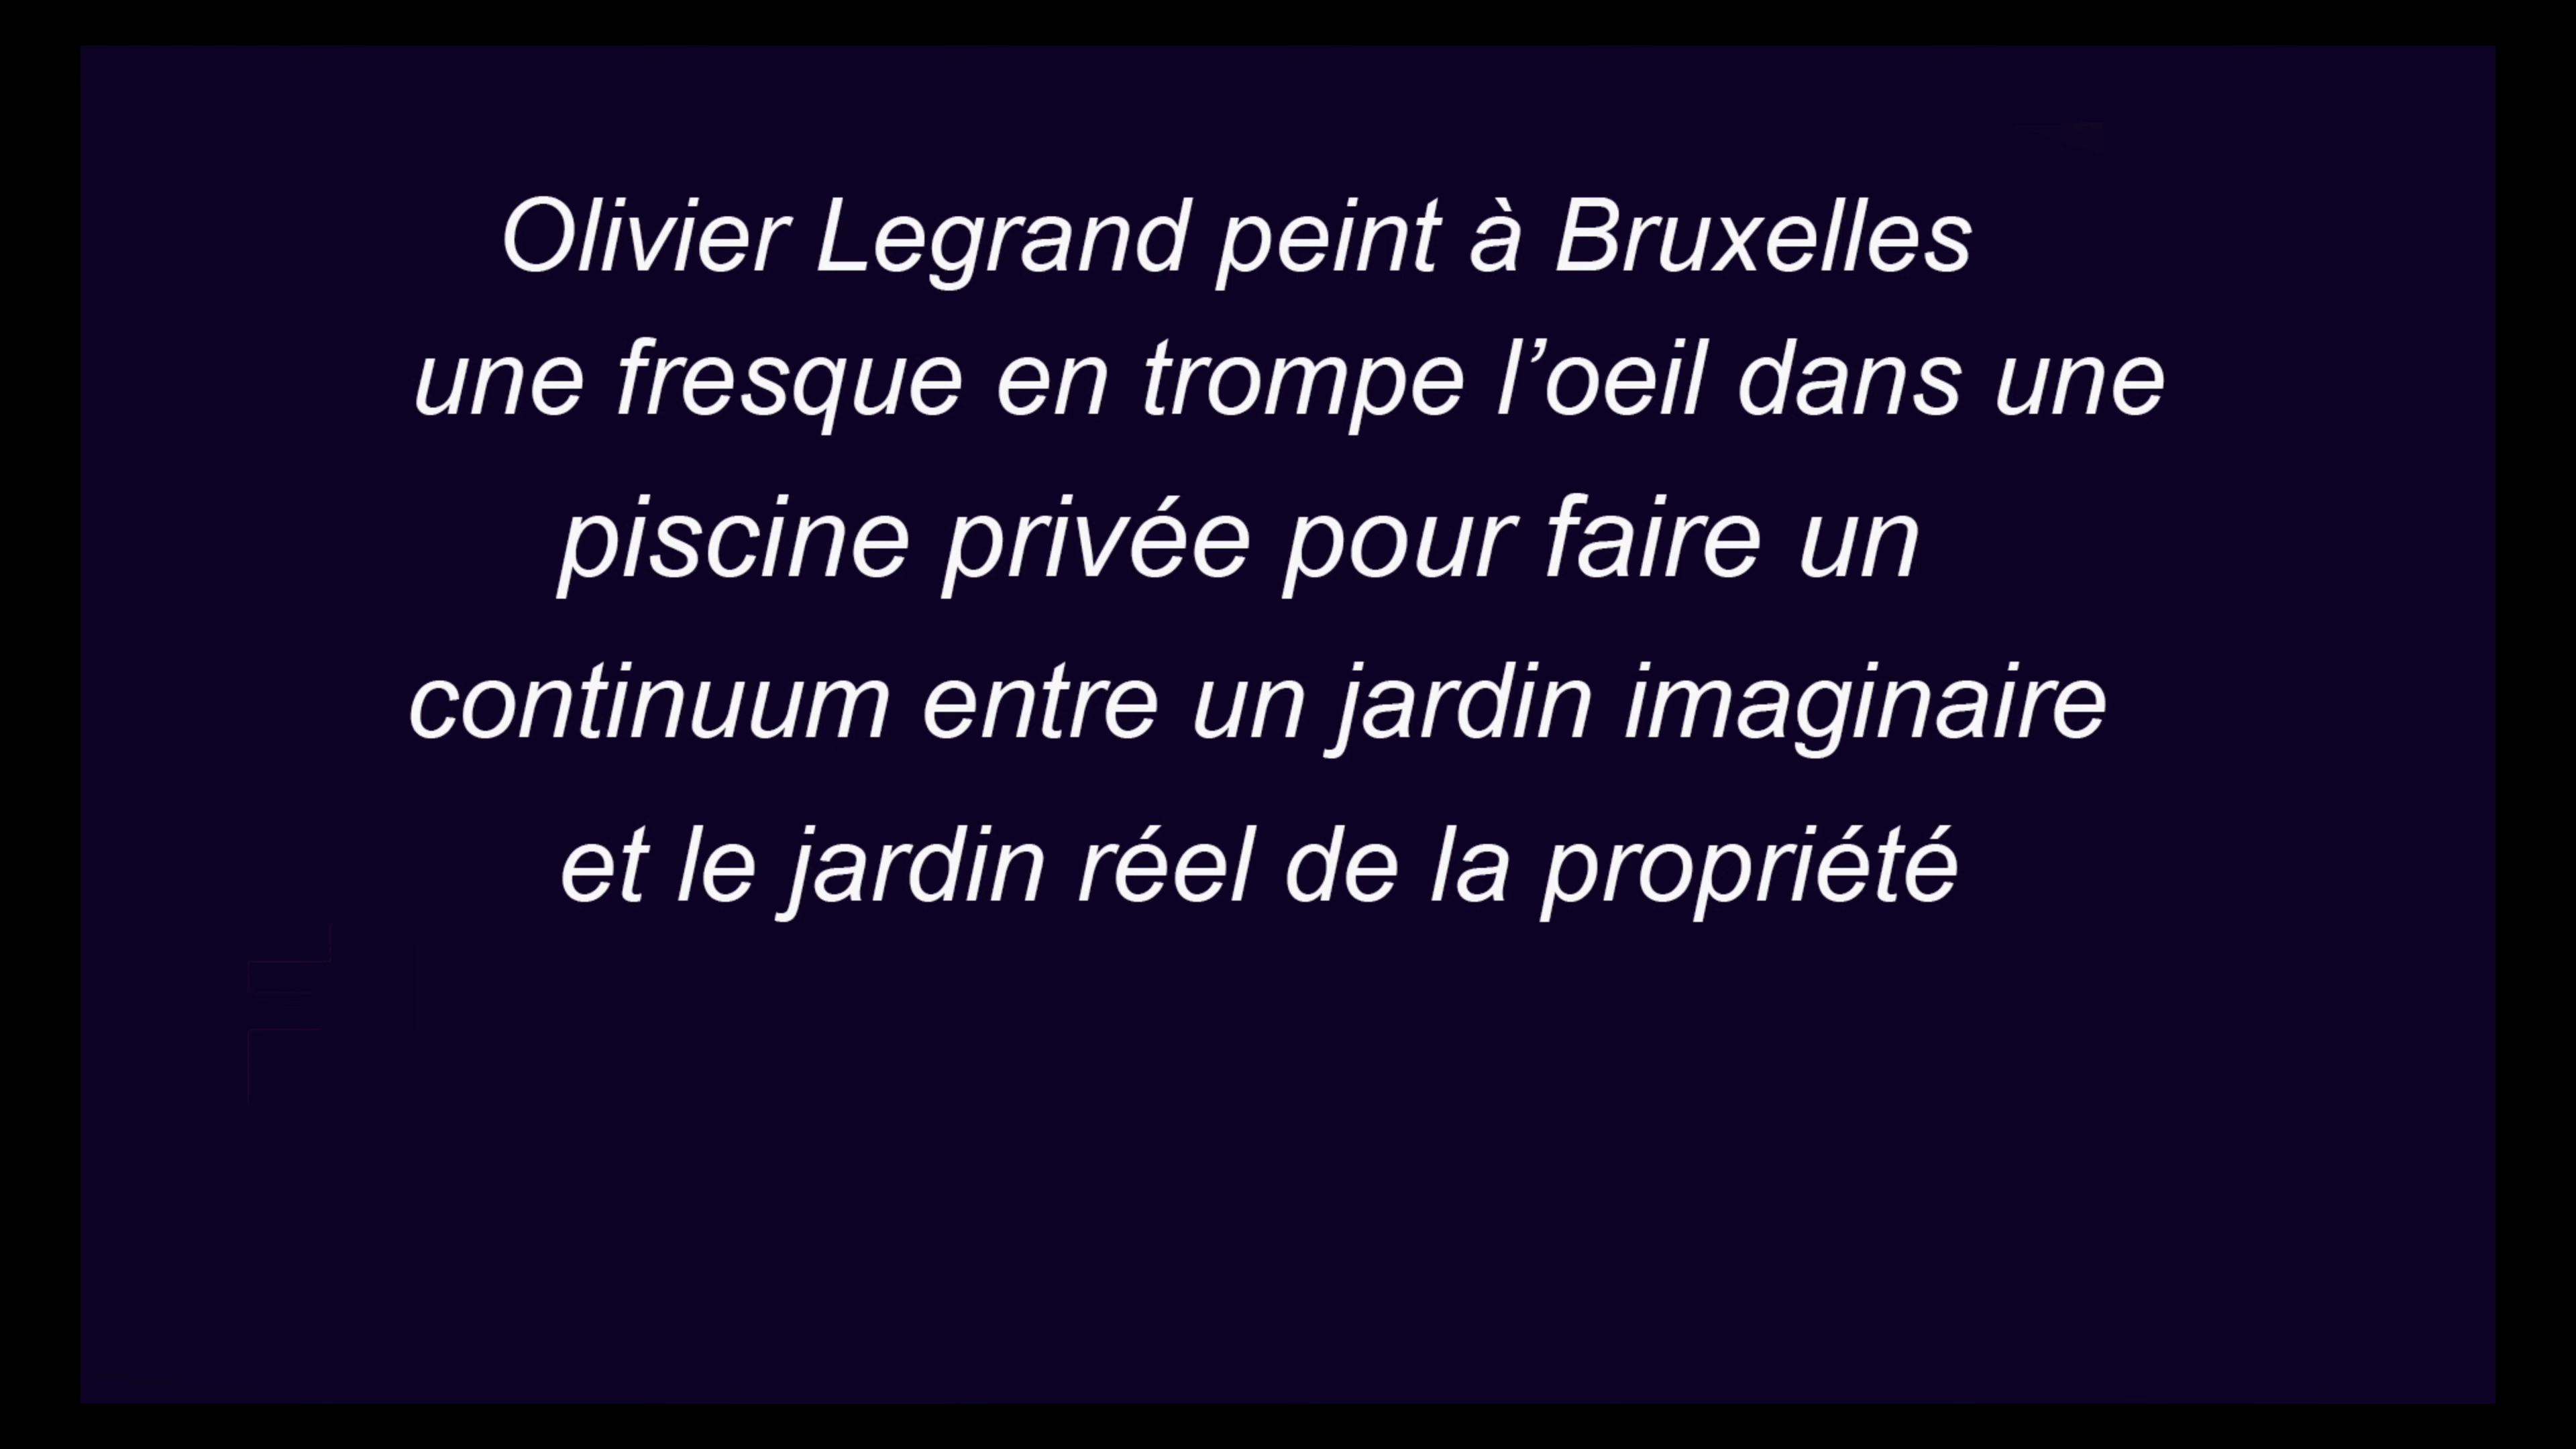 Olivier Legrand peint à Bruxelles
une fresque en trompe l’oeil dans une
piscine privée pour faire un
continuum entre un jardin imaginaire
et le jardin réel de la propriété